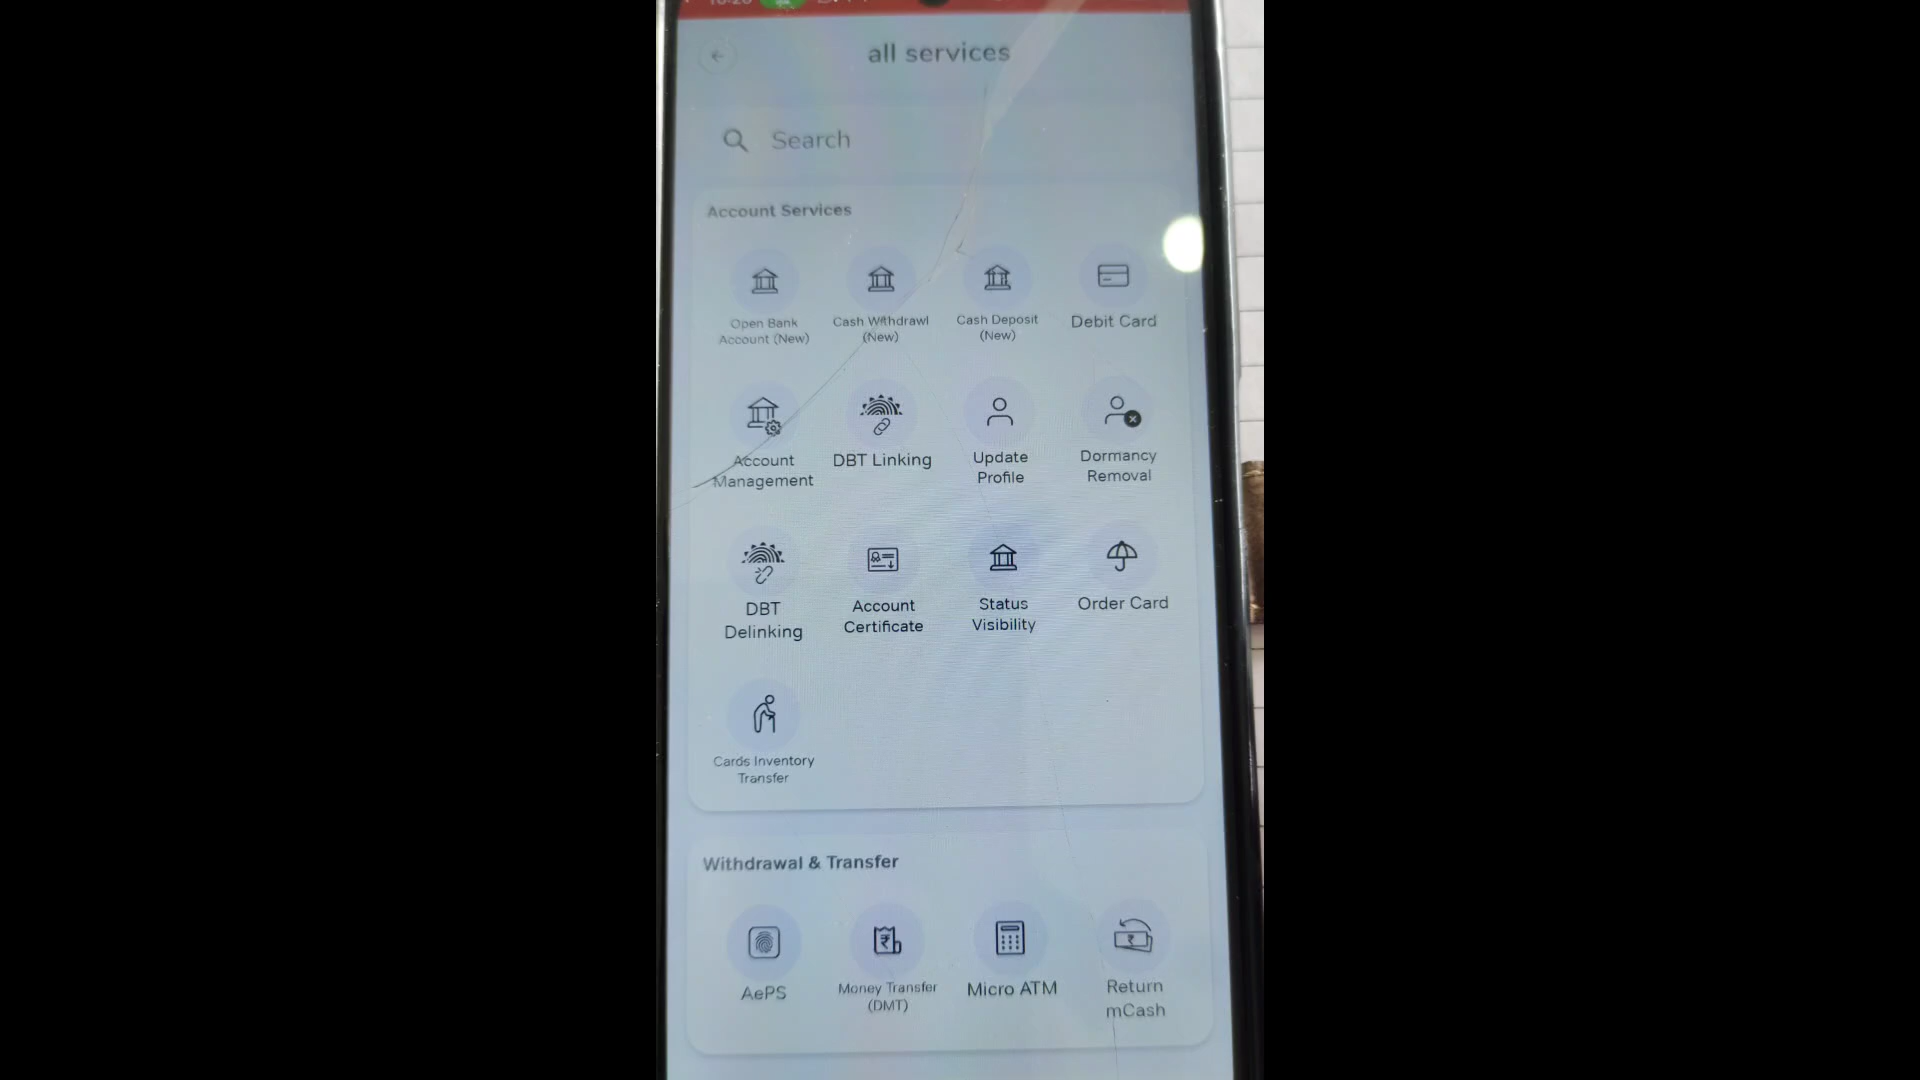 all services
Search
Account Services
Open Bank
Account (New)
Cash Withdrawl
(New)
Cash Deposit
(New)
Debit Card
Account
Management
DBT Linking
Update
Profile
Dormancy
Removal
DBT
Delinking
Account
Certificate
Status
Visibility
Order Card
Cards Inventory
Transfer
Withdrawal & Transfer
AePS
Money Transfer
(DMT)
Micro ATM
Return
mCash